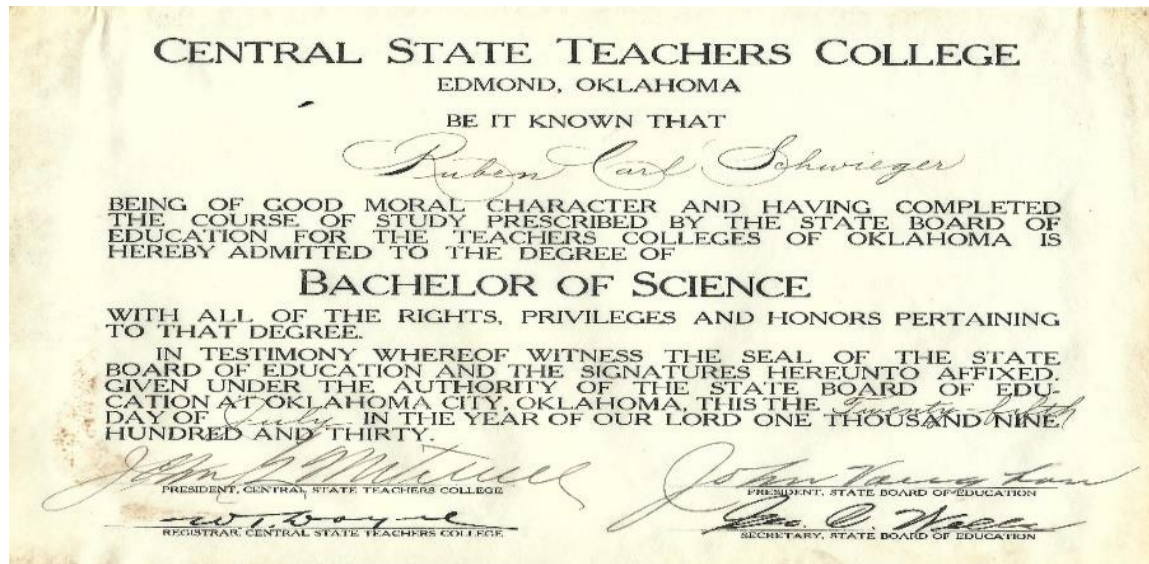 CENTRAL STATE TEACHERS COLLEGE
EDMOND, OKLAHOMA
BE IT KNOWN THAT
Ruben Carl Schwieger
BEING OF GOOD MORAL CHARACTER AND HAVING COMPLETED
THE COURSE OF STUDY PRESCRIBED BY THE STATE BOARD OF
EDUCATION FOR THE TEACHERS COLLEGES OF OKLAHOMA IS
HEREBY ADMITTED TO THE DEGREE OF
BACHELOR OF SCIENCE
WITH ALL OF THE RIGHTS, PRIVILEGES AND HONORS PERTAINING
TO THAT DEGREE.
IN TESTIMONY WHEREOF WITNESS THE SEAL OF THE STATE
BOARD OF EDUCATION AND THE SIGNATURES HEREUNTO AFFIXED.
GIVEN UNDER THE AUTHORITY OF THE STATE BOARD OF EDU-
CATION AT OKLAHOMA CITY, OKLAHOMA, THIS THE
DAY OF July IN THE YEAR OF OUR LORD ONE THOUSAND NINE
HUNDRED AND THIRTY.
John G Mitchell John Vaughan
PRESIDENT, CENTRAL STATE TEACHERS COLLEGE PRESIDENT, STATE BOARD OF EDUCATION
REGISTRAR, CENTRAL STATE TEACHERS COLLEGE SECRETARY, STATE BOARD OF EDUCATION